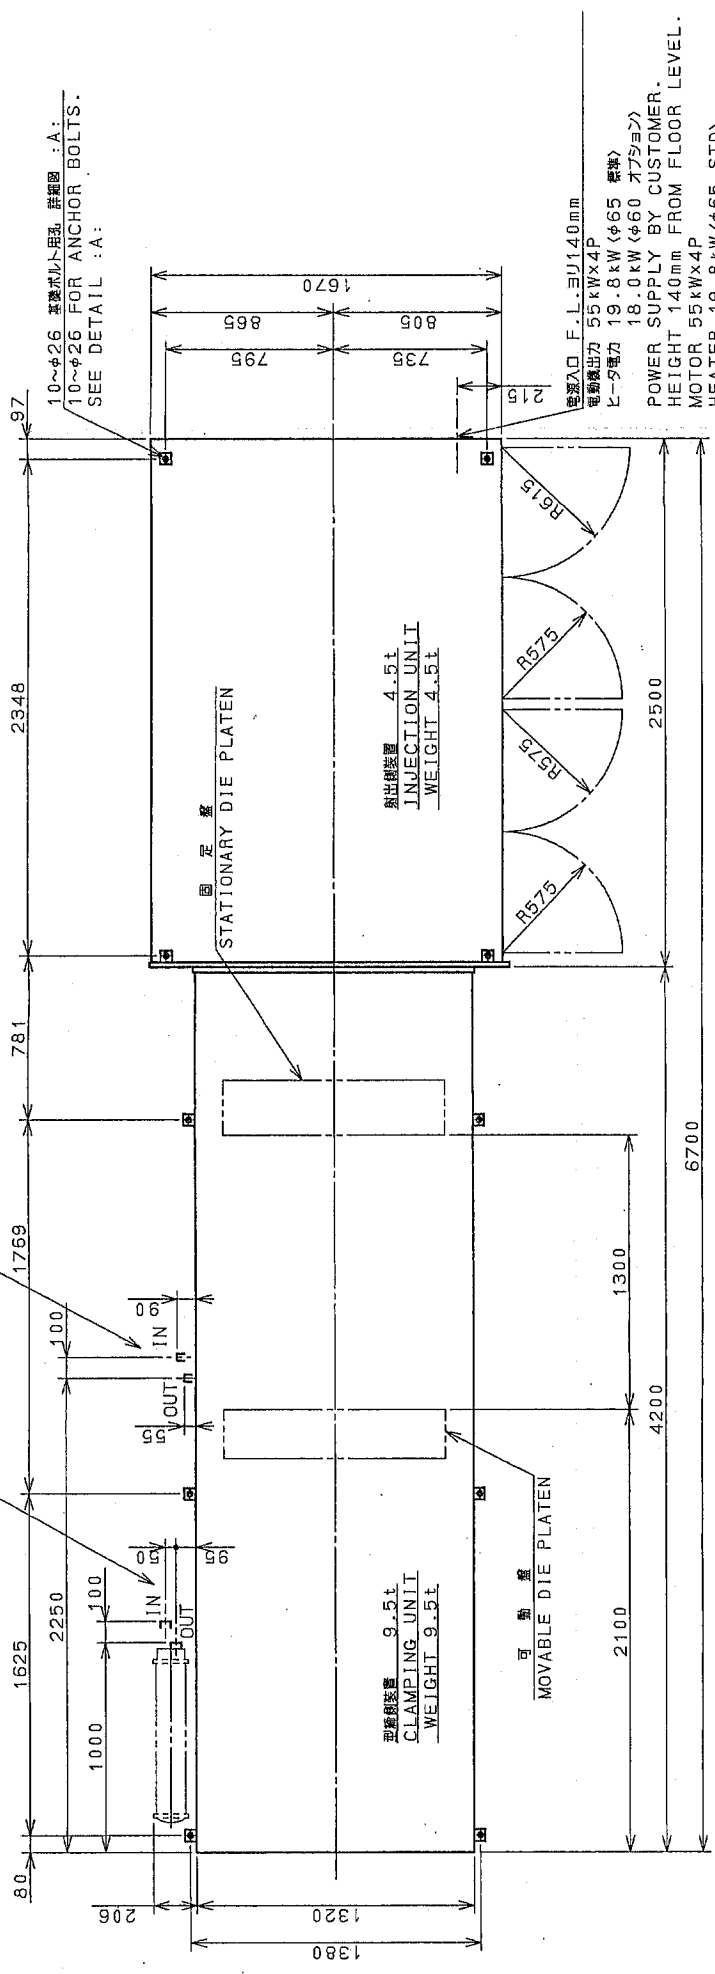 10~φ26 基礎ボルト用孔 詳細図 :A:
10~φ26 FOR ANCHOR BOLTS.
SEE DETAIL :A:
80
1625
1769
781
2348
97
2250
100
1000
100
206
50
95
55
90
IN
OUT
IN
OUT
1320
1380
795
865
735
805
1670
215
固定盤
STATIONARY DIE PLATEN
可動盤
MOVABLE DIE PLATEN
型締側装置 9.5t
CLAMPING UNIT
WEIGHT 9.5t
射出側装置 4.5t
INJECTION UNIT
WEIGHT 4.5t
R575
R575
R575
R615
2100
1300
4200
2500
6700
電源入口 F.L.ヨリ140mm
電動機出力 55kWx4P
ヒータ電力 19.8kW〈φ65 標準〉
18.0kW〈φ60 オプション〉
POWER SUPPLY BY CUSTOMER.
HEIGHT 140mm FROM FLOOR LEVEL.
MOTOR 55kWx4P
HEATER 19.8kW〈φ65 STD〉